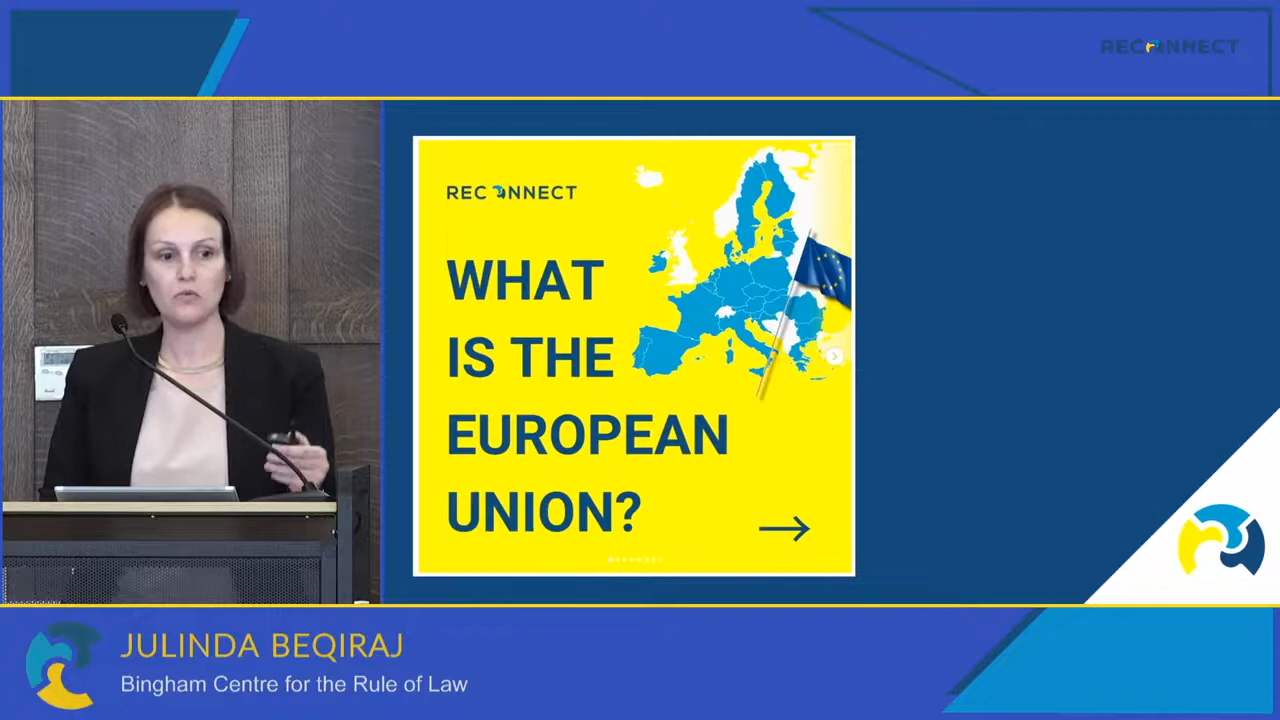 RECONNECT
RECONNECT
WHAT
IS THE
EUROPEAN
UNION?
JULINDA BEQIRAJ
Bingham Centre for the Rule of Law